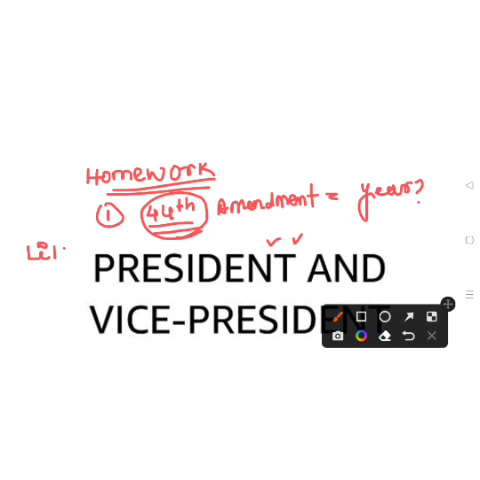 Homework
① 44th Amendment = year?
PRESIDENT AND
VICE-PRESIDENT